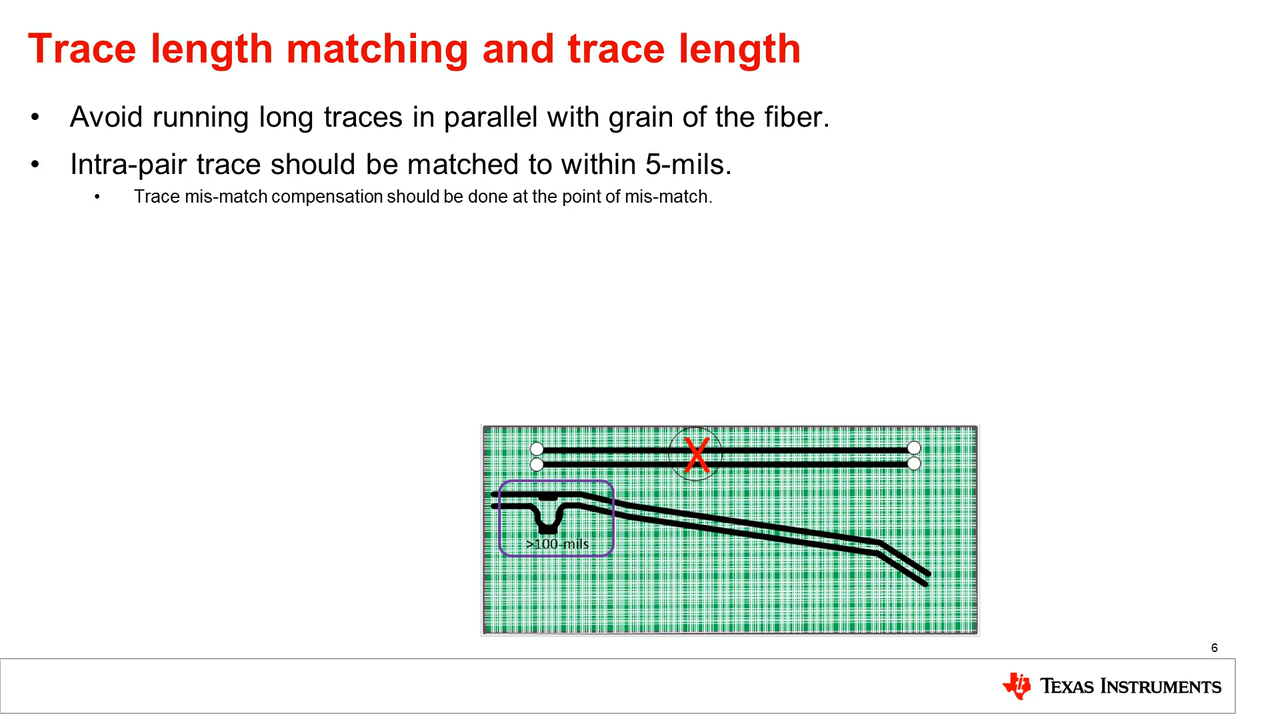 Trace length matching and trace length
• Avoid running long traces in parallel with grain of the fiber.
• Intra-pair trace should be matched to within 5-mils.
• Trace mis-match compensation should be done at the point of mis-match.
X
>100-mils
6
TEXAS INSTRUMENTS